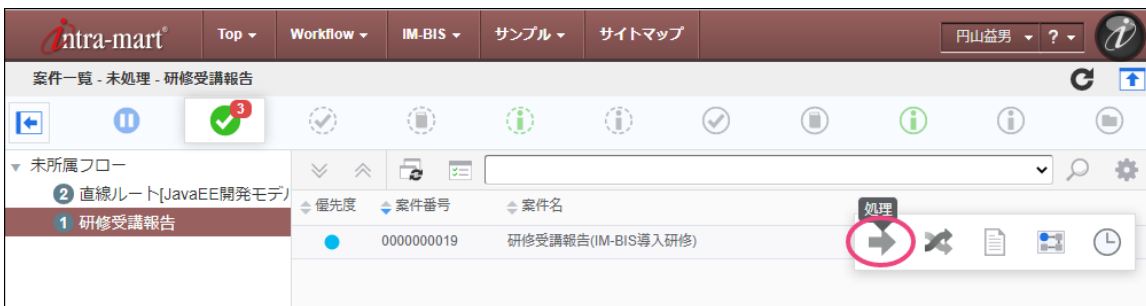 intra-mart® Top Workflow IM-BIS サンプル サイトマップ 円山益男 ?
案件一覧 - 未処理 - 研修受講報告
3
未所属フロー
2 直線ルート[JavaEE開発モデル
1 研修受講報告
優先度 案件番号 案件名
処理
0000000019 研修受講報告(IM-BIS導入研修)